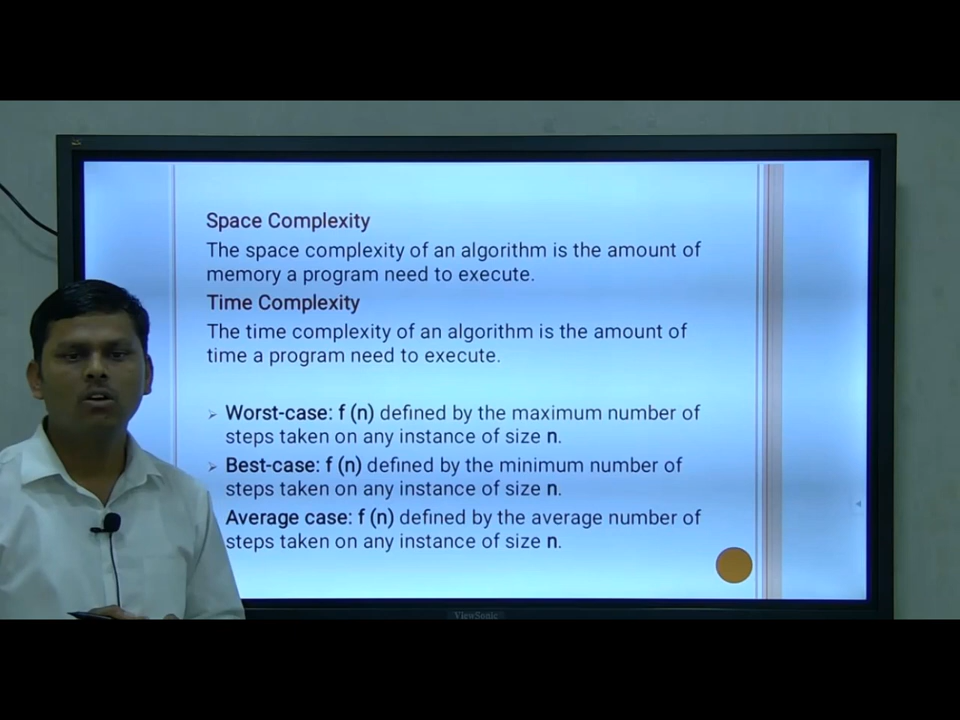 Space Complexity
The space complexity of an algorithm is the amount of
memory a program need to execute.
Time Complexity
The time complexity of an algorithm is the amount of
time a program need to execute.
Worst-case: f (n) defined by the maximum number of
steps taken on any instance of size n.
Best-case: f (n) defined by the minimum number of
steps taken on any instance of size n.
Average case: f (n) defined by the average number of
steps taken on any instance of size n.
ViewSonic